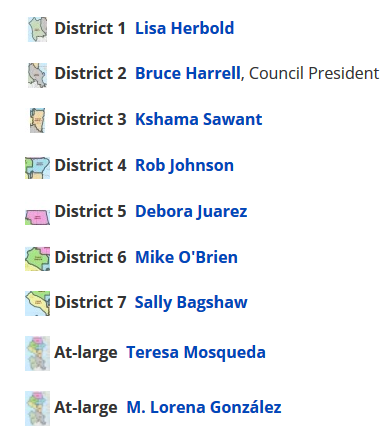 District 1 Lisa Herbold
District 2 Bruce Harrell, Council President
District 3 Kshama Sawant
District 4 Rob Johnson
District 5 Debora Juarez
District 6 Mike O'Brien
District 7 Sally Bagshaw
At-large Teresa Mosqueda
At-large M. Lorena González